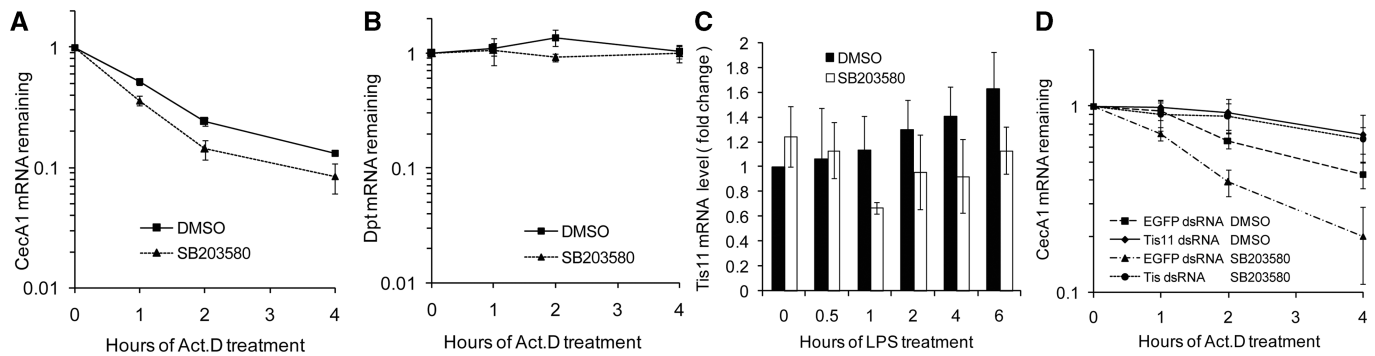 A
CecA1 mRNA remaining
1
0.1
0.01
0
1
2
3
4
Hours of Act.D treatment
DMSO
SB203580
B
Dpt mRNA remaining
1
0.1
0.01
0
1
2
3
4
Hours of Act.D treatment
DMSO
SB203580
C
Tis11 mRNA level ( fold change )
2
1.8
1.6
1.4
1.2
1
0.8
0.6
0.4
0.2
0
0
0.5
1
2
4
6
Hours of LPS treatment
DMSO
SB203580
D
CecA1 mRNA remaining
1
0.1
0
1
2
3
4
Hours of Act.D treatment
EGFP dsRNA DMSO
Tis11 dsRNA DMSO
EGFP dsRNA SB203580
Tis dsRNA SB203580